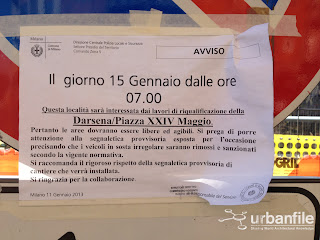 Milano
Comune di Milano
AVVISO
Il giorno 15 Gennaio dalle ore
07.00
Questa località sarà interessata dai lavori di riqualificazione della
Darsena/Piazza XXIV Maggio.
Pertanto le aree dovranno essere libere ed agibili. Si prega di porre
attenzione alla segnaletica provvisoria esposta per l'occasione
precisando che i veicoli in sosta irregolare saranno rimossi e sanzionati
secondo la vigente normativa.
Si raccomanda il rigoroso rispetto della segnaletica provvisoria di
cantiere che verrà installata.
Si ringrazia per la collaborazione.
Milano 11 Gennaio 2013
urbanfile